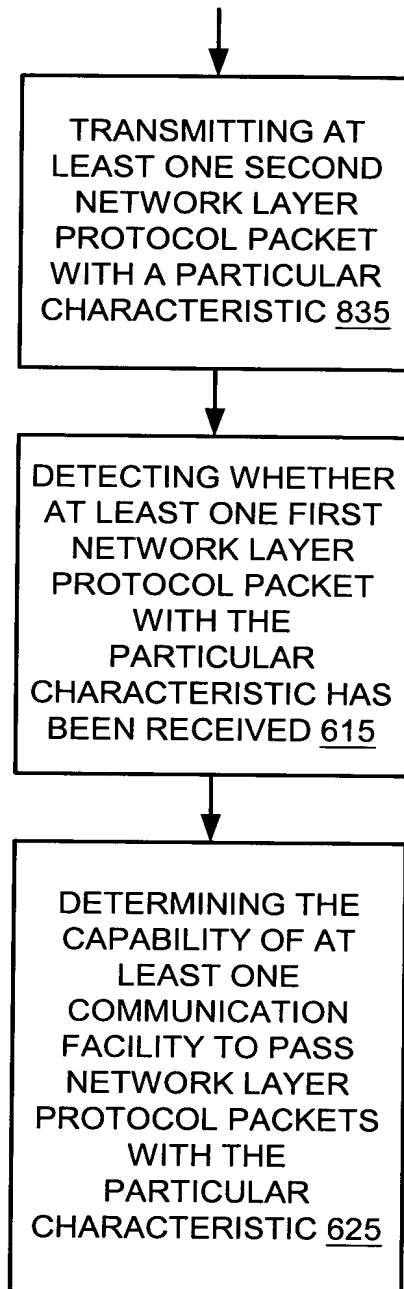 TRANSMITTING AT
LEAST ONE SECOND
NETWORK LAYER
PROTOCOL PACKET
WITH A PARTICULAR
CHARACTERISTIC 835
DETECTING WHETHER
AT LEAST ONE FIRST
NETWORK LAYER
PROTOCOL PACKET
WITH THE
PARTICULAR
CHARACTERISTIC HAS
BEEN RECEIVED 615
DETERMINING THE
CAPABILITY OF AT
LEAST ONE
COMMUNICATION
FACILITY TO PASS
NETWORK LAYER
PROTOCOL PACKETS
WITH THE
PARTICULAR
CHARACTERISTIC 625